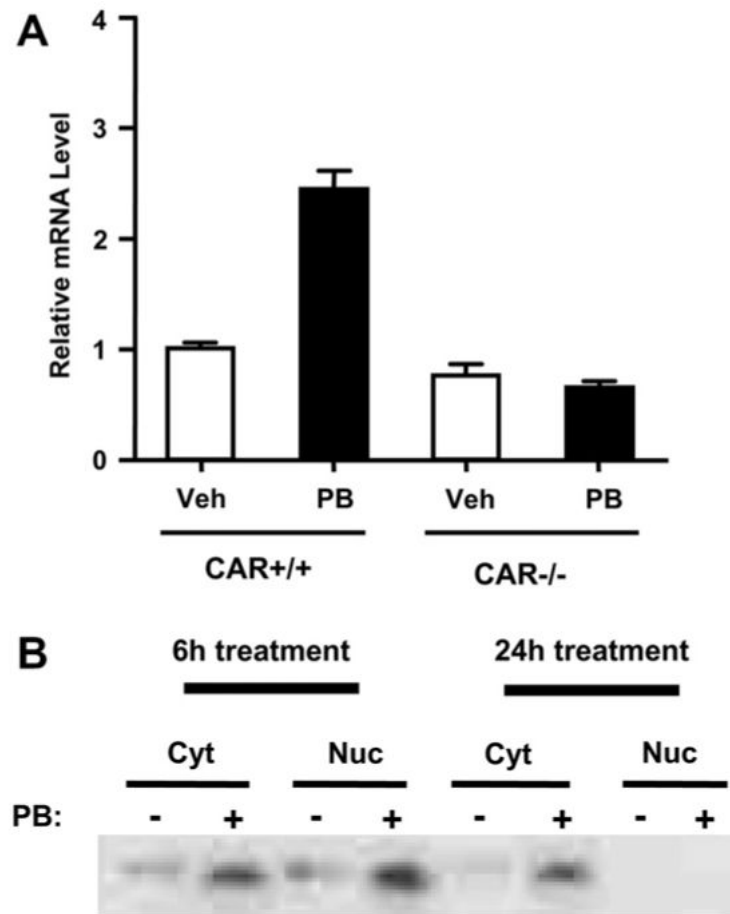 A
4
3
2
1
0
Relative mRNA Level
Veh PB Veh PB
CAR+/+ CAR-/-
B
6h treatment 24h treatment
Cyt Nuc Cyt Nuc
PB: - + - + - + - +